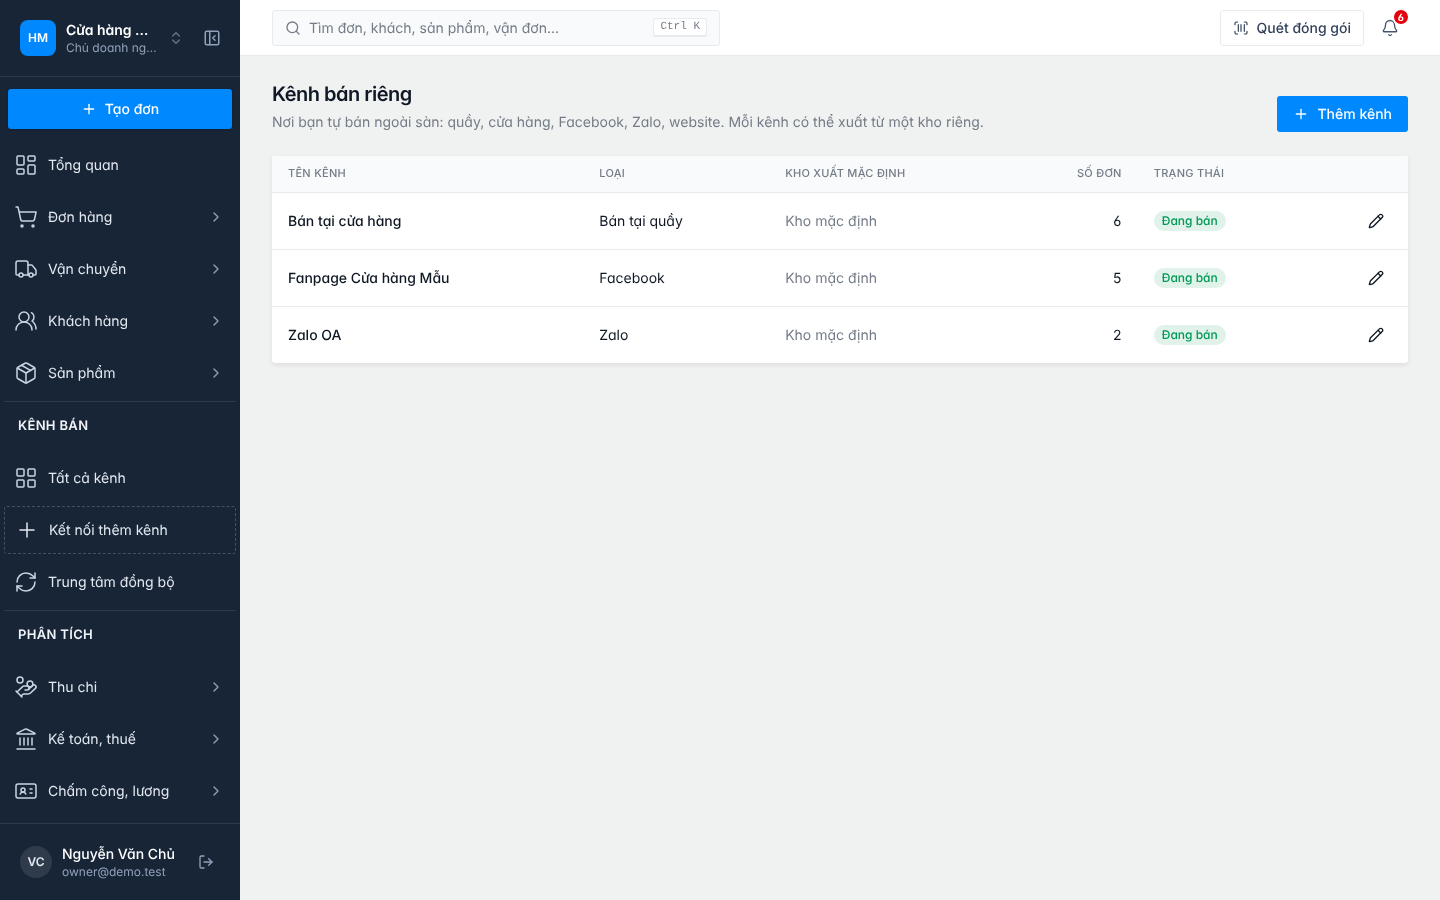 HM
Cửa hàng ...
Chủ doanh ng...
Tạo đơn
Tổng quan
Đơn hàng
Vận chuyển
Khách hàng
Sản phẩm
KÊNH BÁN
Tất cả kênh
Kết nối thêm kênh
Trung tâm đồng bộ
PHÂN TÍCH
Thu chi
Kế toán, thuế
Chấm công, lương
VC
Nguyễn Văn Chủ
owner@demo.test
Tìm đơn, khách, sản phẩm, vận đơn...
Ctrl K
Quét đóng gói
6
Kênh bán riêng
Nơi bạn tự bán ngoài sàn: quầy, cửa hàng, Facebook, Zalo, website. Mỗi kênh có thể xuất từ một kho riêng.
Thêm kênh
TÊN KÊNH LOẠI KHO XUẤT MẶC ĐỊNH SỐ ĐƠN TRẠNG THÁI
Bán tại cửa hàng Bán tại quầy Kho mặc định 6 Đang bán
Fanpage Cửa hàng Mẫu Facebook Kho mặc định 5 Đang bán
Zalo OA Zalo Kho mặc định 2 Đang bán